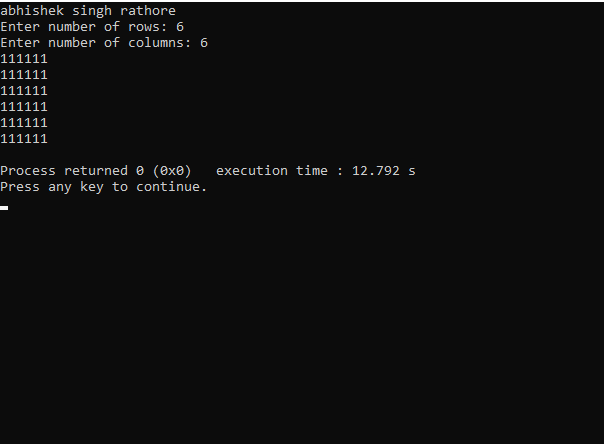 abhishek singh rathore
Enter number of rows: 6
Enter number of columns: 6
111111
111111
111111
111111
111111
111111
Process returned 0 (0x0)   execution time : 12.792 s
Press any key to continue.